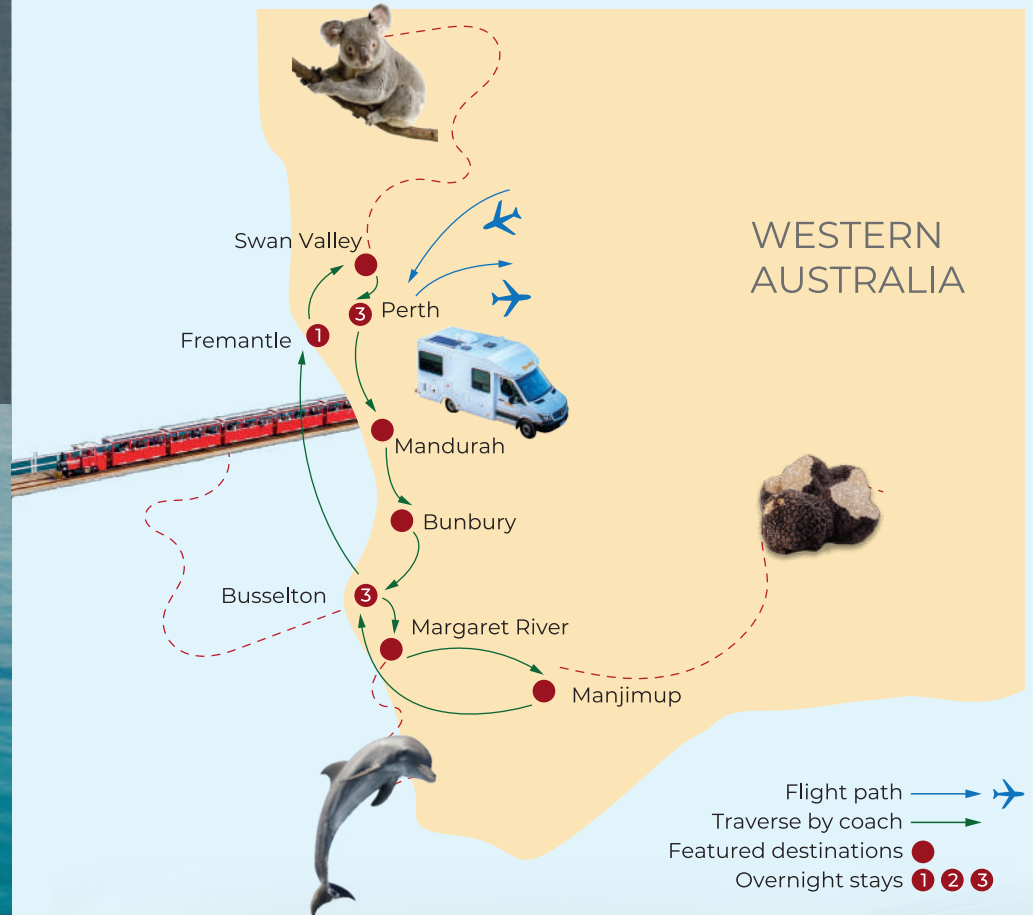 WESTERN
AUSTRALIA
Swan Valley
3 Perth
Fremantle 1
Mandurah
Bunbury
Busselton 3
Margaret River
Manjimup
Flight path
Traverse by coach
Featured destinations
Overnight stays 1 2 3